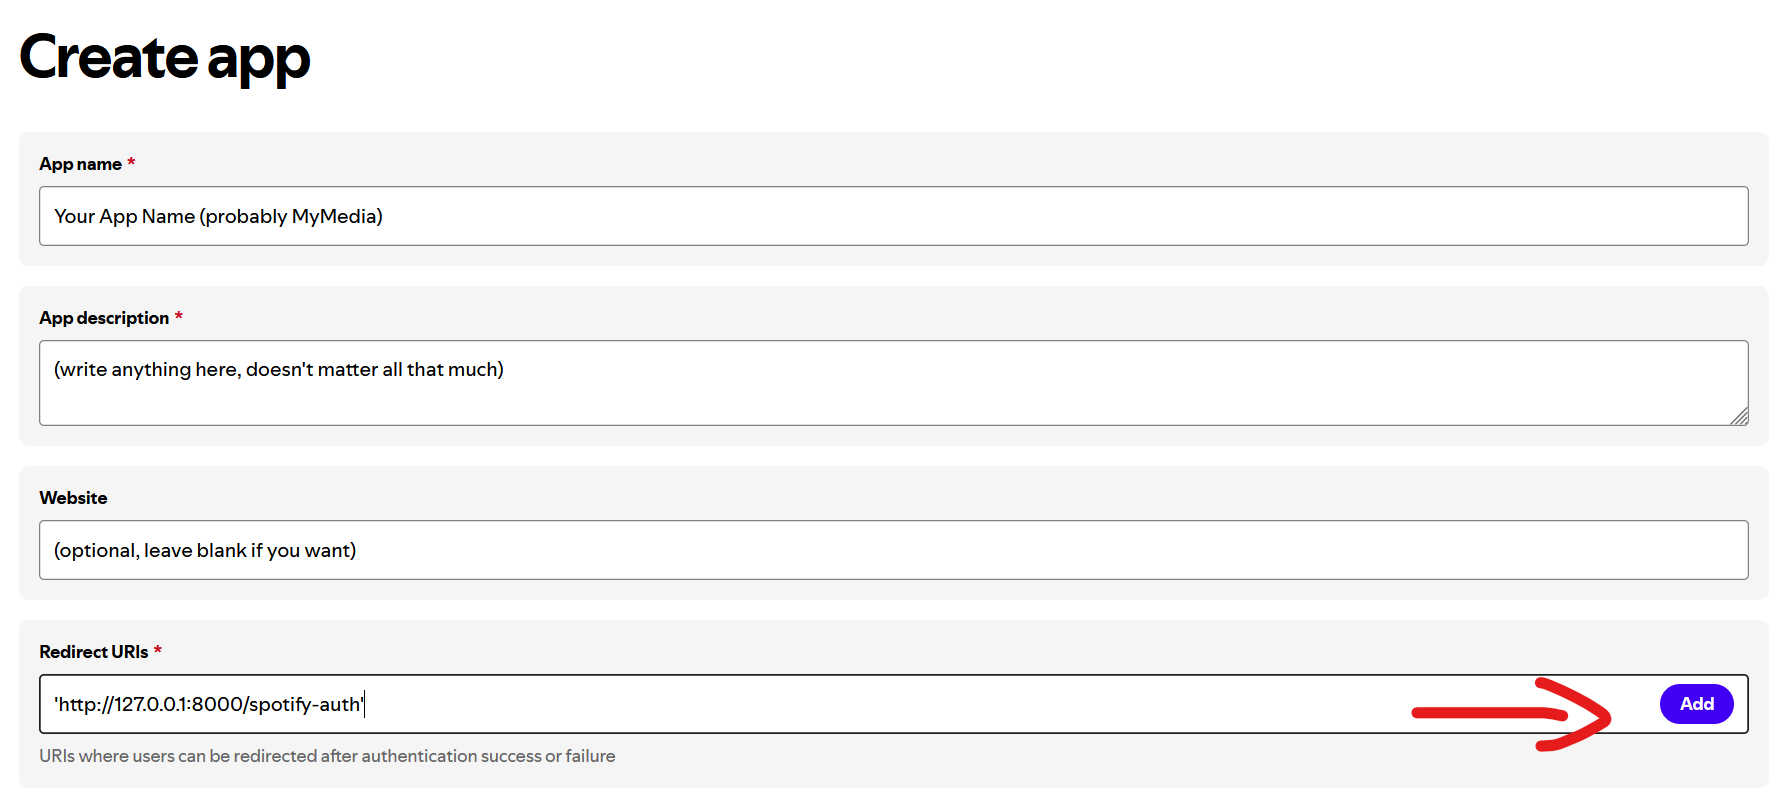 Create app
App name *
Your App Name (probably MyMedia)
App description *
(write anything here, doesn't matter all that much)
Website
(optional, leave blank if you want)
Redirect URIs *
'http://127.0.0.1:8000/spotify-auth'
Add
URIs where users can be redirected after authentication success or failure